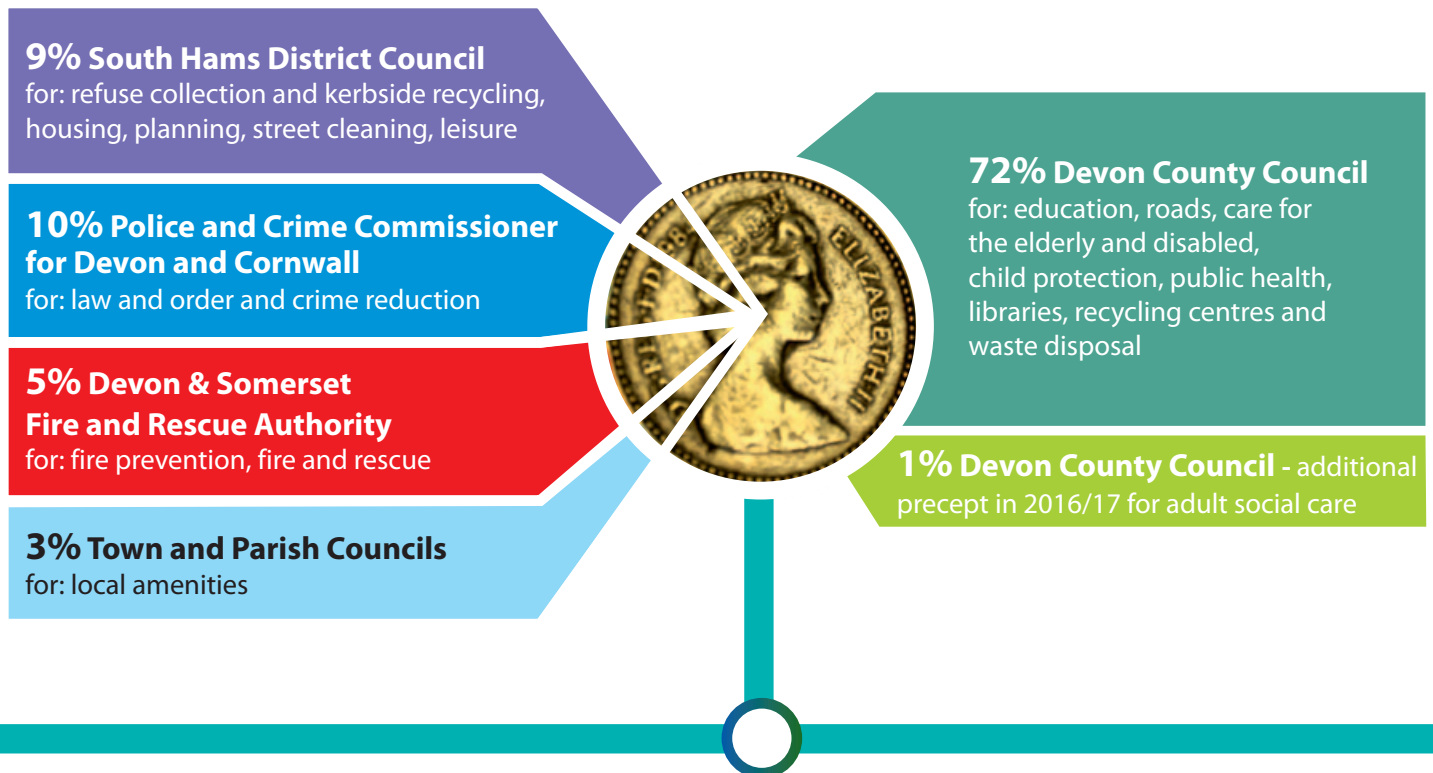 9% South Hams District Council
for: refuse collection and kerbside recycling,
housing, planning, street cleaning, leisure
10% Police and Crime Commissioner
for Devon and Cornwall
for: law and order and crime reduction
5% Devon & Somerset
Fire and Rescue Authority
for: fire prevention, fire and rescue
3% Town and Parish Councils
for: local amenities
ELIZABETH II
72% Devon County Council
for: education, roads, care for
the elderly and disabled,
child protection, public health,
libraries, recycling centres and
waste disposal
1% Devon County Council - additional
precept in 2016/17 for adult social care